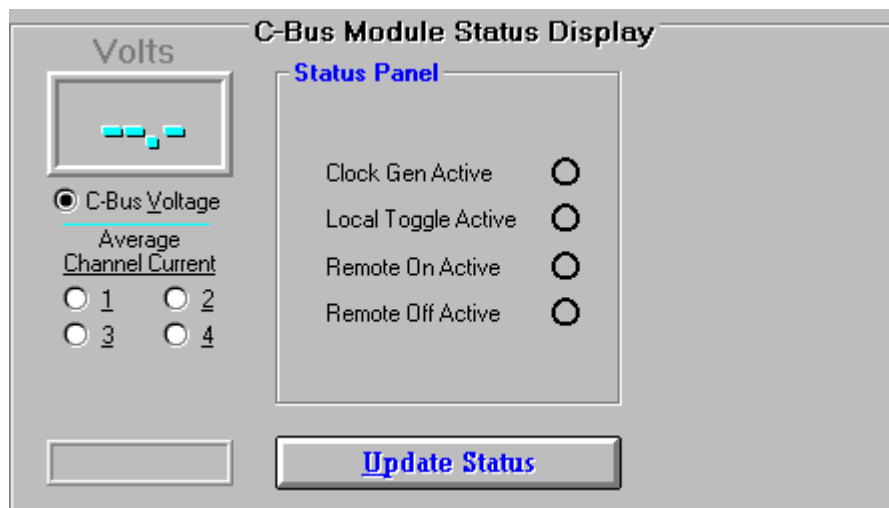 C-Bus Module Status Display
Volts
--.-
C-Bus Voltage
Average
Channel Current
1 2
3 4
Status Panel
Clock Gen Active
Local Toggle Active
Remote On Active
Remote Off Active
Update Status